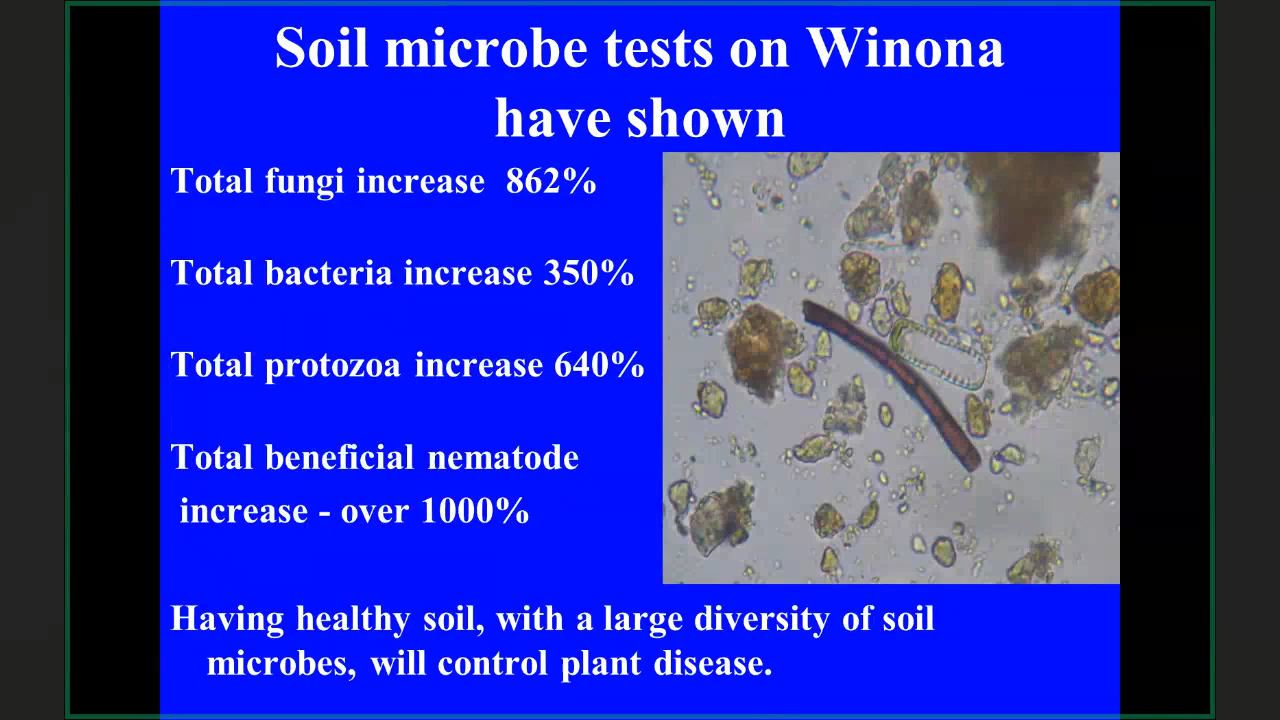 Soil microbe tests on Winona
have shown
Total fungi increase 862%
Total bacteria increase 350%
Total protozoa increase 640%
Total beneficial nematode
increase - over 1000%
Having healthy soil, with a large diversity of soil
microbes, will control plant disease.